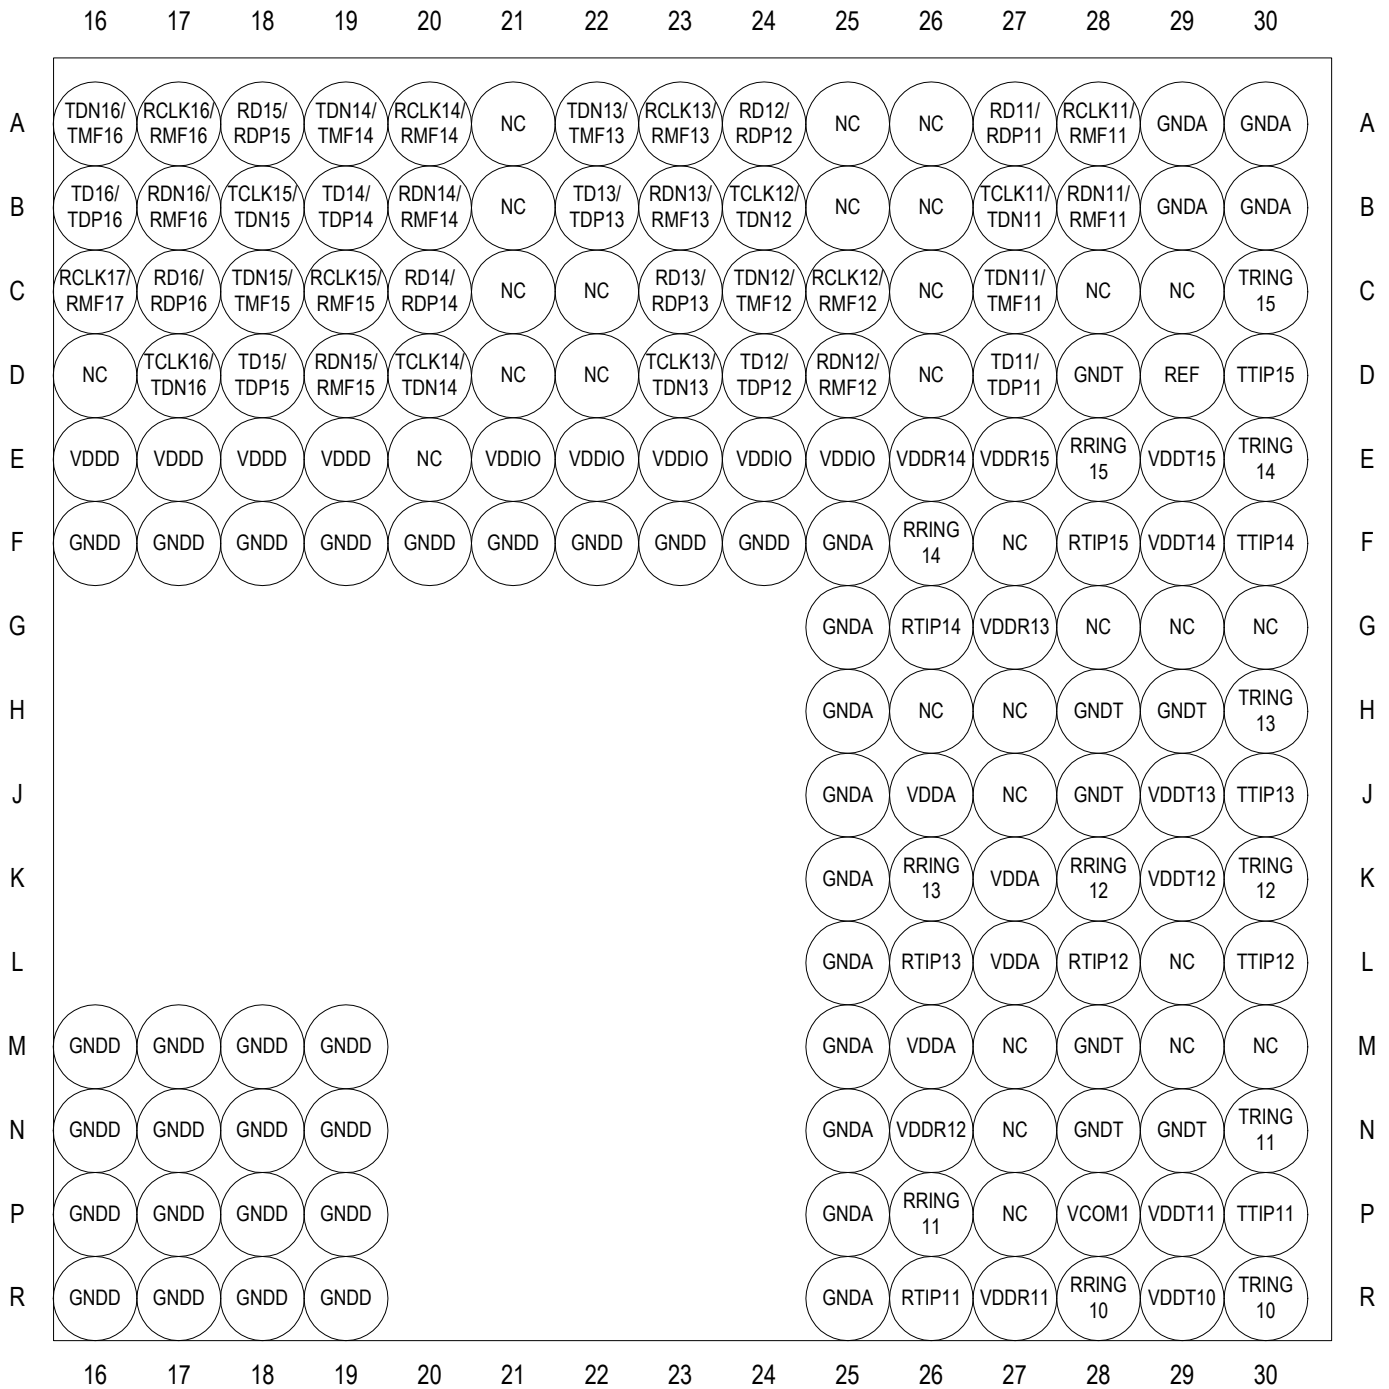 16 17 18 19 20 21 22 23 24 25 26 27 28 29 30
A TDN16/ TMF16 RCLK16/ RMF16 RD15/ RDP15 TDN14/ TMF14 RCLK14/ RMF14 NC TDN13/ TMF13 RCLK13/ RMF13 RD12/ RDP12 NC NC RD11/ RDP11 RCLK11/ RMF11 GNDA GNDA A
B TD16/ TDP16 RDN16/ RMF16 TCLK15/ TDN15 TD14/ TDP14 RDN14/ RMF14 NC TD13/ TDP13 RDN13/ RMF13 TCLK12/ TDN12 NC NC TCLK11/ TDN11 RDN11/ RMF11 GNDA GNDA B
C RCLK17/ RMF17 RD16/ RDP16 TDN15/ TMF15 RCLK15/ RMF15 RD14/ RDP14 NC NC RD13/ RDP13 TDN12/ TMF12 RCLK12/ RMF12 NC TDN11/ TMF11 NC NC TRING 15 C
D NC TCLK16/ TDN16 TD15/ TDP15 RDN15/ RMF15 TCLK14/ TDN14 NC NC TCLK13/ TDN13 TD12/ TDP12 RDN12/ RMF12 NC TD11/ TDP11 GNDT REF TTIP15 D
E VDDD VDDD VDDD VDDD NC VDDIO VDDIO VDDIO VDDIO VDDIO VDDR14 VDDR15 RRING 15 VDDT15 TRING 14 E
F GNDD GNDD GNDD GNDD GNDD GNDD GNDD GNDD GNDD GNDA RRING 14 NC RTIP15 VDDT14 TTIP14 F
G GNDA RTIP14 VDDR13 NC NC NC G
H GNDA NC NC GNDT GNDT TRING 13 H
J GNDA VDDA NC GNDT VDDT13 TTIP13 J
K GNDA RRING 13 VDDA RRING 12 VDDT12 TRING 12 K
L GNDA RTIP13 VDDA RTIP12 NC TTIP12 L
M GNDD GNDD GNDD GNDD GNDA VDDA NC GNDT NC NC M
N GNDD GNDD GNDD GNDD GNDA VDDR12 NC GNDT GNDT TRING 11 N
P GNDD GNDD GNDD GNDD GNDA RRING 11 NC VCOM1 VDDT11 TTIP11 P
R GNDD GNDD GNDD GNDD GNDA RTIP11 VDDR11 RRING 10 VDDT10 TRING 10 R
16 17 18 19 20 21 22 23 24 25 26 27 28 29 30